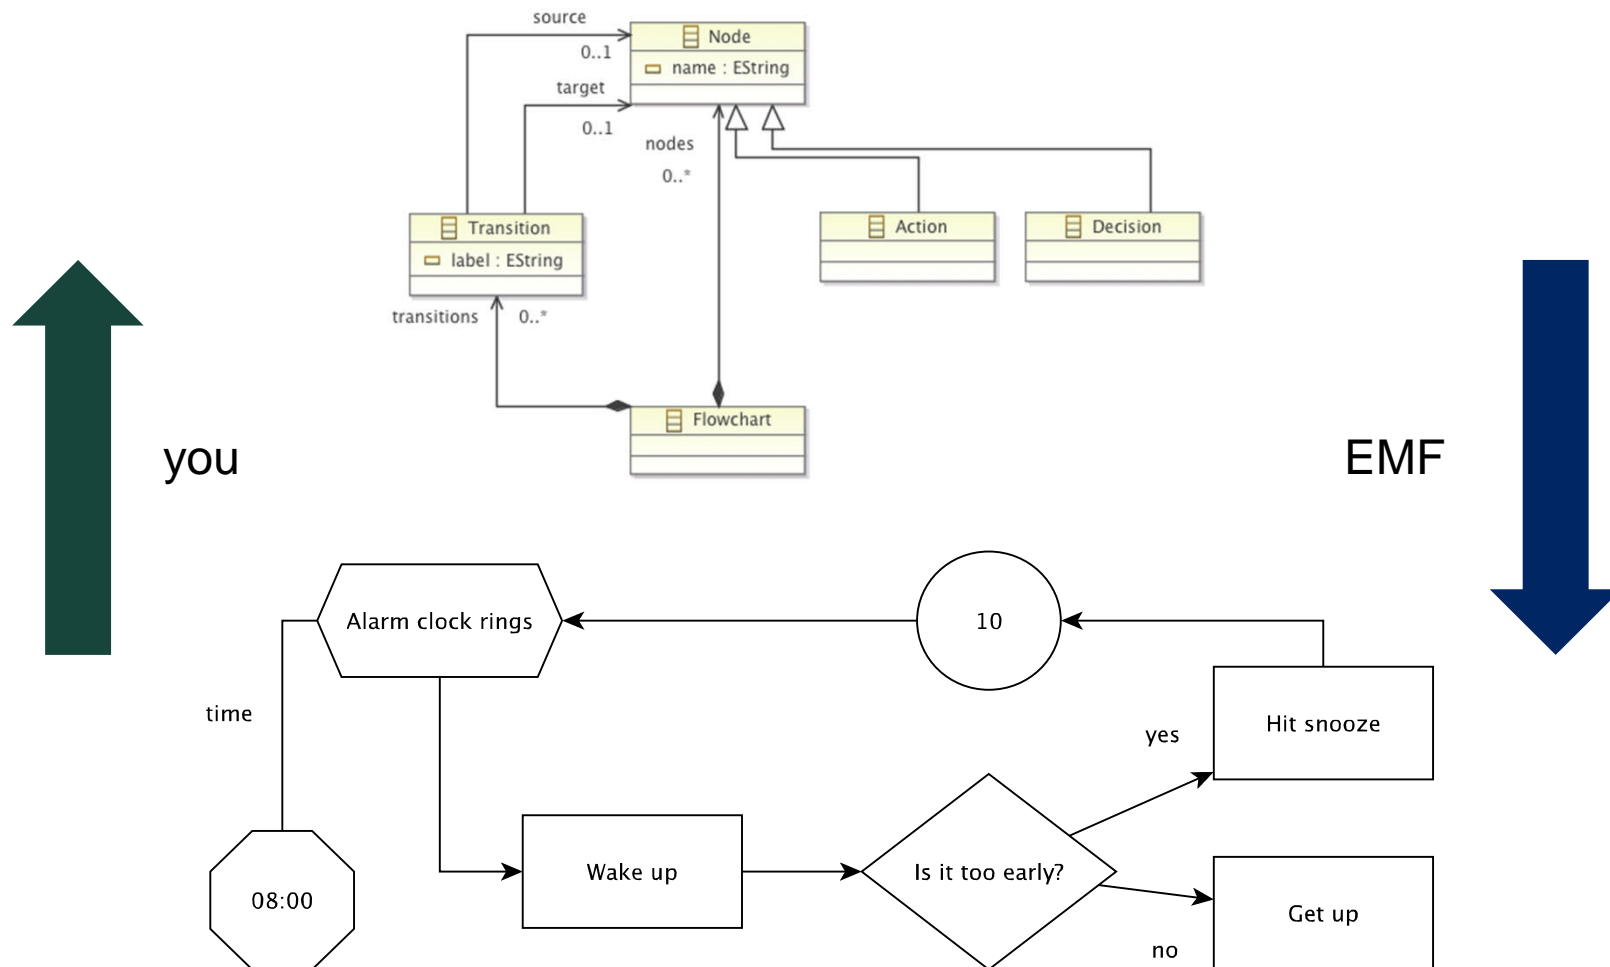 source
Node
0..1
name : EString
target
0..1
nodes
0..*
Transition
label : EString
Action
Decision
transitions
0..*
Flowchart
you
EMF
Alarm clock rings
10
time
yes
Hit snooze
Wake up
Is it too early?
08:00
Get up
no